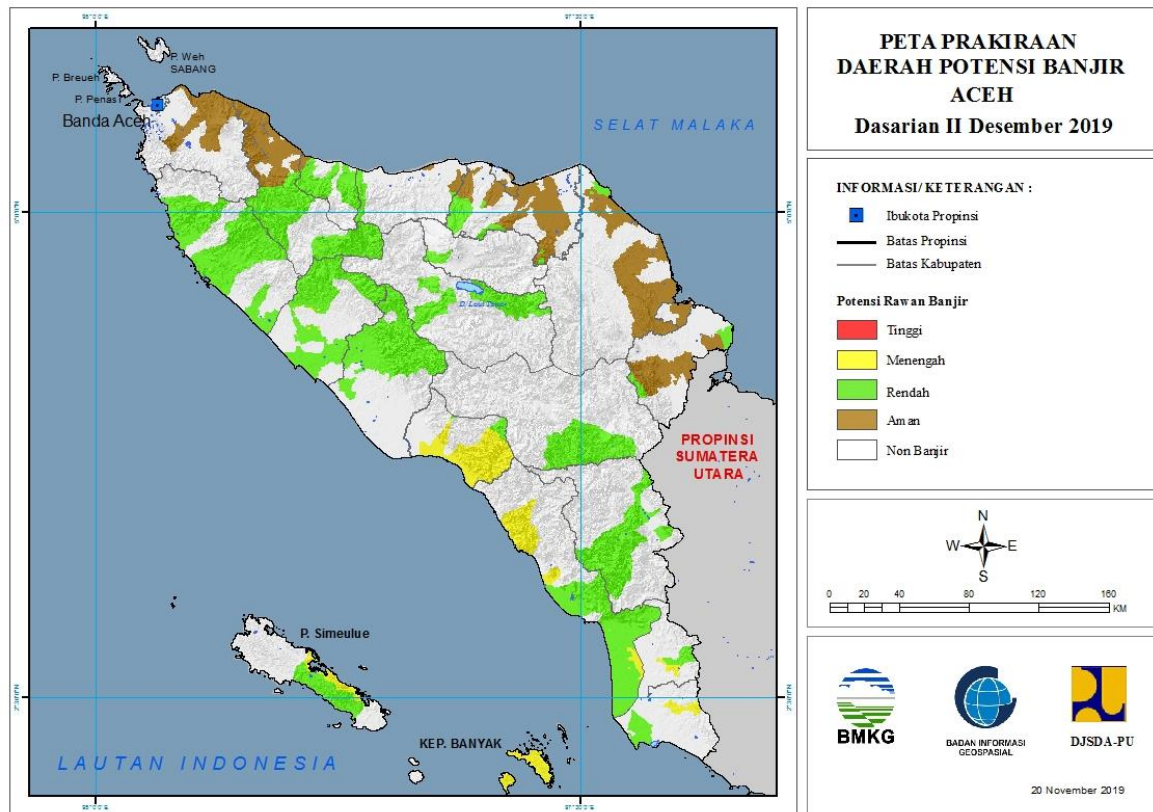 P. Weh
SABANG
P. Breueh
P. Penasi
Banda Aceh
SELAT MALAKA
D. Laut Tawar
PROPINSI
SUMATERA
UTARA
P. Simeulue
KEP. BANYAK
LAUTAN INDONESIA
PETA PRAKIRAAN
DAERAH POTENSI BANJIR
ACEH
Dasarian II Desember 2019
INFORMASI/ KETERANGAN :
Ibukota Propinsi
Batas Propinsi
Batas Kabupaten
Potensi Rawan Banjir
Tinggi
Menengah
Rendah
Aman
Non Banjir
N
W E
S
0 20 40 80 120 160
KM
BMKG
BADAN INFORMASI
GEOSPASIAL
DJSDA-PU
20 November 2019